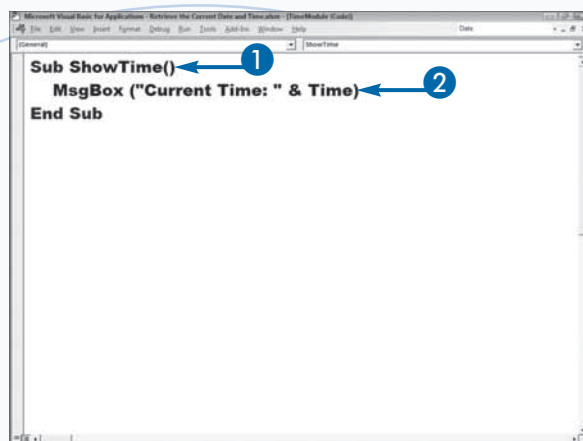 Microsoft Visual Basic for Applications - Retrieve the Current Date and Time.xlsm - [TimeModule (Code)]
File Edit View Insert Format Debug Run Tools Add-Ins Window Help Date
(General) ShowTime
Sub ShowTime() 1
MsgBox ("Current Time: " & Time) 2
End Sub